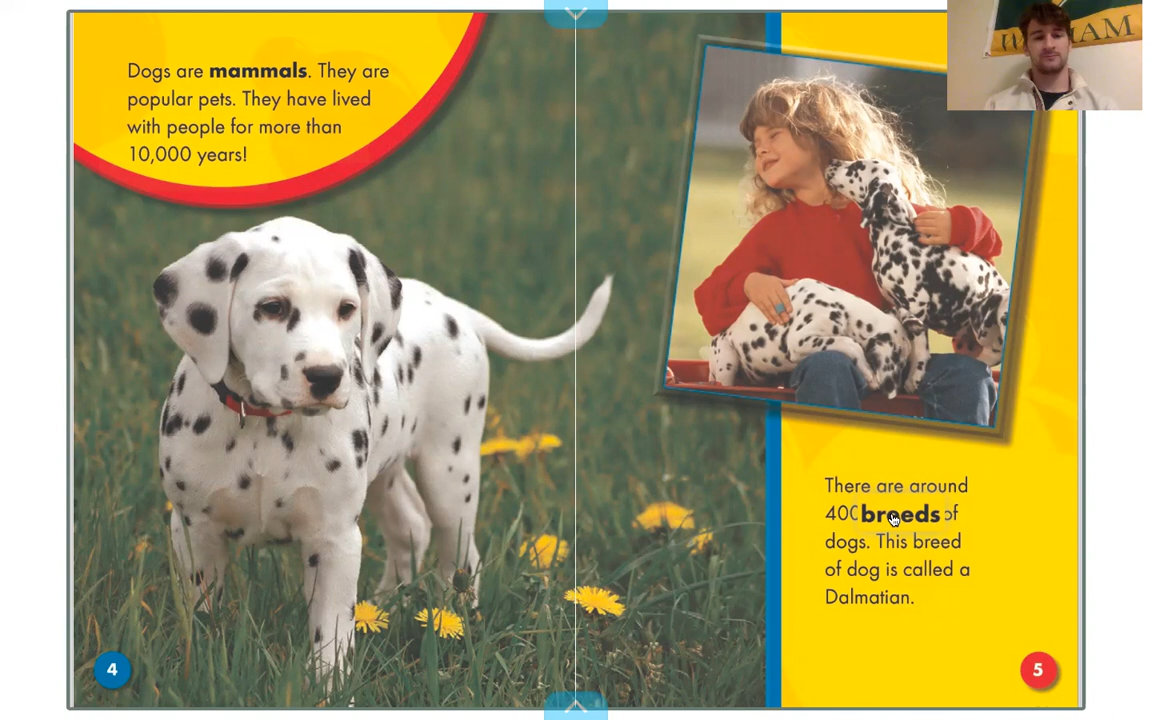 Dogs are mammals. They are
popular pets. They have lived
with people for more than
10,000 years!
There are around
400 breeds of
dogs. This breed
of dog is called a
Dalmatian.
4
5